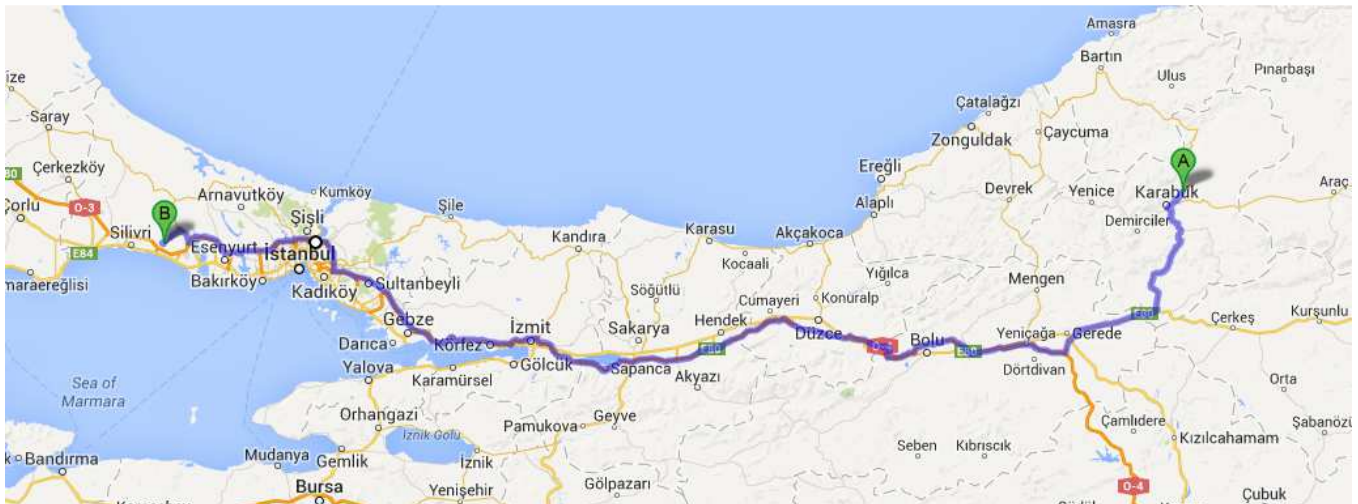 Amasra
Bartın
Ulus
Pınarbaşı
ize
Saray
Çatalağzı
Zonguldak
Çaycuma
A
80
Çerkezköy
Arnavutköy
Kumköy
Ereğli
Devrek
Yenice
Karabük
Araç
Çorlu
O-3
B
Şişli
Şile
Alaplı
Demirciler
Silivri
E84
Esenyurt
İstanbul
Kandıra
Karasu
Akçakoca
maraereğlisi
Bakırköy
Kadıköy
Sultanbeyli
Kocaali
Yığılca
Mengen
Söğütlü
Cumayeri
Konuralp
E80
Kurşunlu
Gebze
İzmit
Sakarya
Hendek
Düzce
Yeniçağa
Gerede
Çerkeş
Darıca
Körfez
E80
Bolu
E80
Yalova
Karamürsel
Gölcük
Sapanca
Akyazı
Dörtdivan
Sea of
Marmara
Orta
Orhangazi
Pamukova
Geyve
Çamlıdere
Şabanözü
İznik Gölü
Seben
Kıbrıscık
Kızılcahamam
Bandırma
Mudanya
Gemlik
İznik
Bursa
Yenişehir
Gölpazarı
O-4
Çubuk